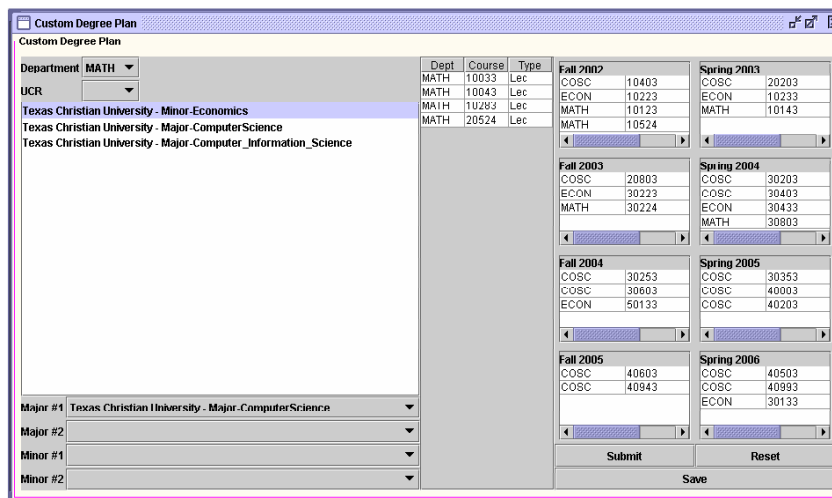 Custom Degree Plan
Custom Degree Plan
Department MATH
UCR
Texas Christian University - Minor-Economics
Texas Christian University - Major-ComputerScience
Texas Christian University - Major-Computer_Information_Science
Major #1 Texas Christian University - Major-ComputerScience
Major #2
Minor #1
Minor #2
Dept Course Type
MATH 10033 Lec
MATH 10043 Lec
MATH 10283 Lec
MATH 20524 Lec
Fall 2002
COSC 10403
ECON 10223
MATH 10123
MATH 10524
Spring 2003
COSC 20203
ECON 10233
MATH 10143
Fall 2003
COSC 20803
ECON 30223
MATH 30224
Spring 2004
COSC 30203
COSC 30403
ECON 30433
MATH 30803
Fall 2004
COSC 30253
COSC 30603
ECON 50133
Spring 2005
COSC 30353
COSC 40003
COSC 40203
Fall 2005
COSC 40603
COSC 40943
Spring 2006
COSC 40503
COSC 40993
ECON 30133
Submit Reset
Save